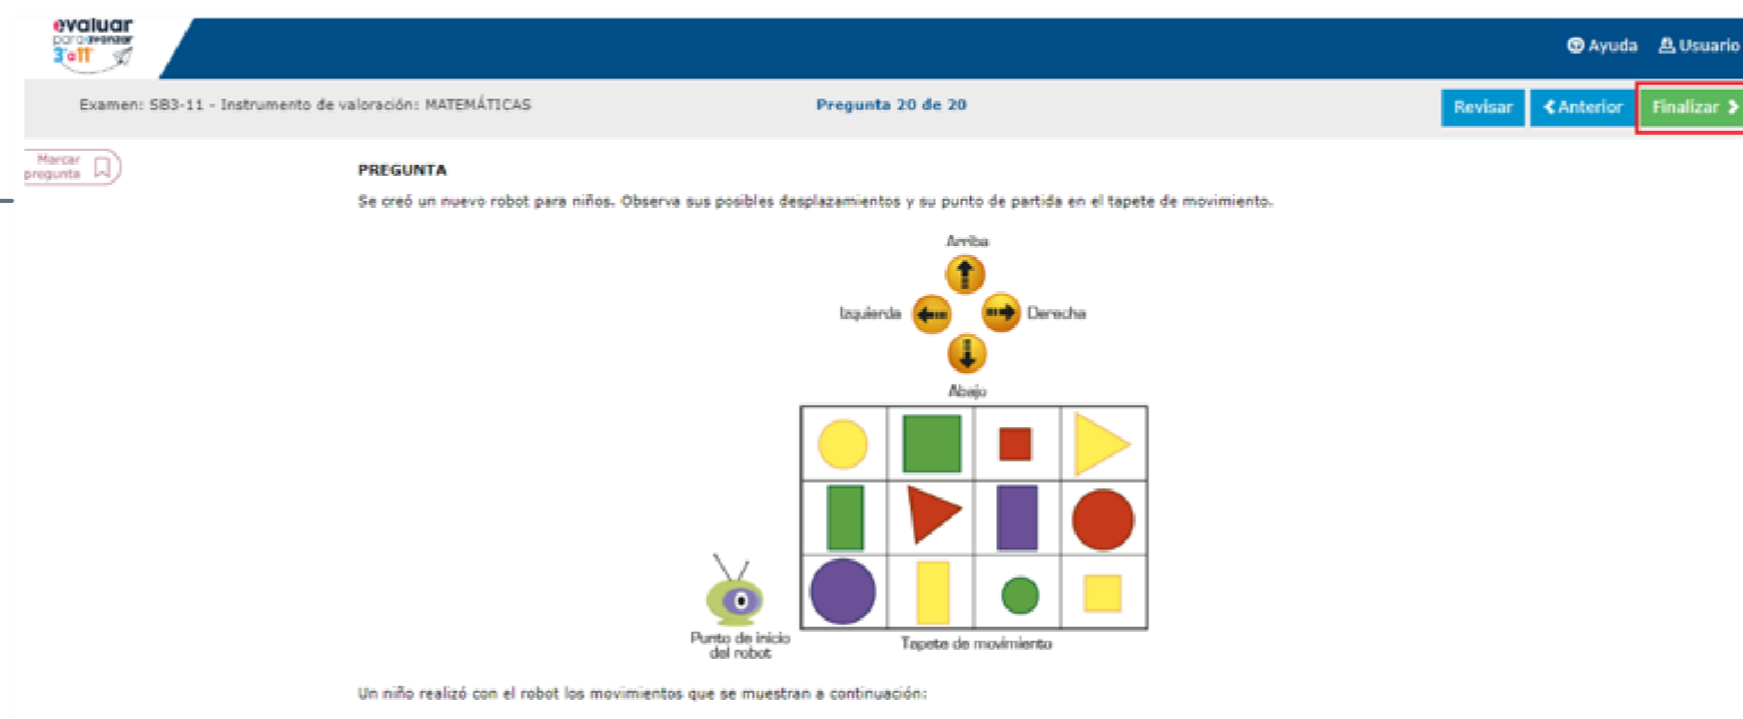 evaluar
para avanzar
3°a11°
Ayuda
Usuario
Examen: SB3-11 - Instrumento de valoración: MATEMÁTICAS
Pregunta 20 de 20
Revisar
Anterior
Finalizar
Marcar
pregunta
PREGUNTA
Se creó un nuevo robot para niños. Observa sus posibles desplazamientos y su punto de partida en el tapete de movimiento.
Arriba
Izquierda
Derecha
Abajo
Punto de inicio
del robot
Tapete de movimiento
Un niño realizó con el robot los movimientos que se muestran a continuación: